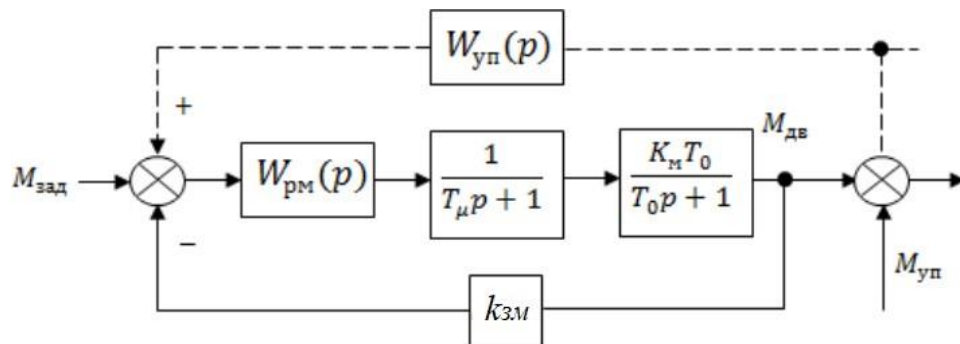 W_уп(p)
+
M_зад
W_рм(p)
1
T_μp + 1
K_мT_0
T_0p + 1
M_дв
−
k_зм
M_уп